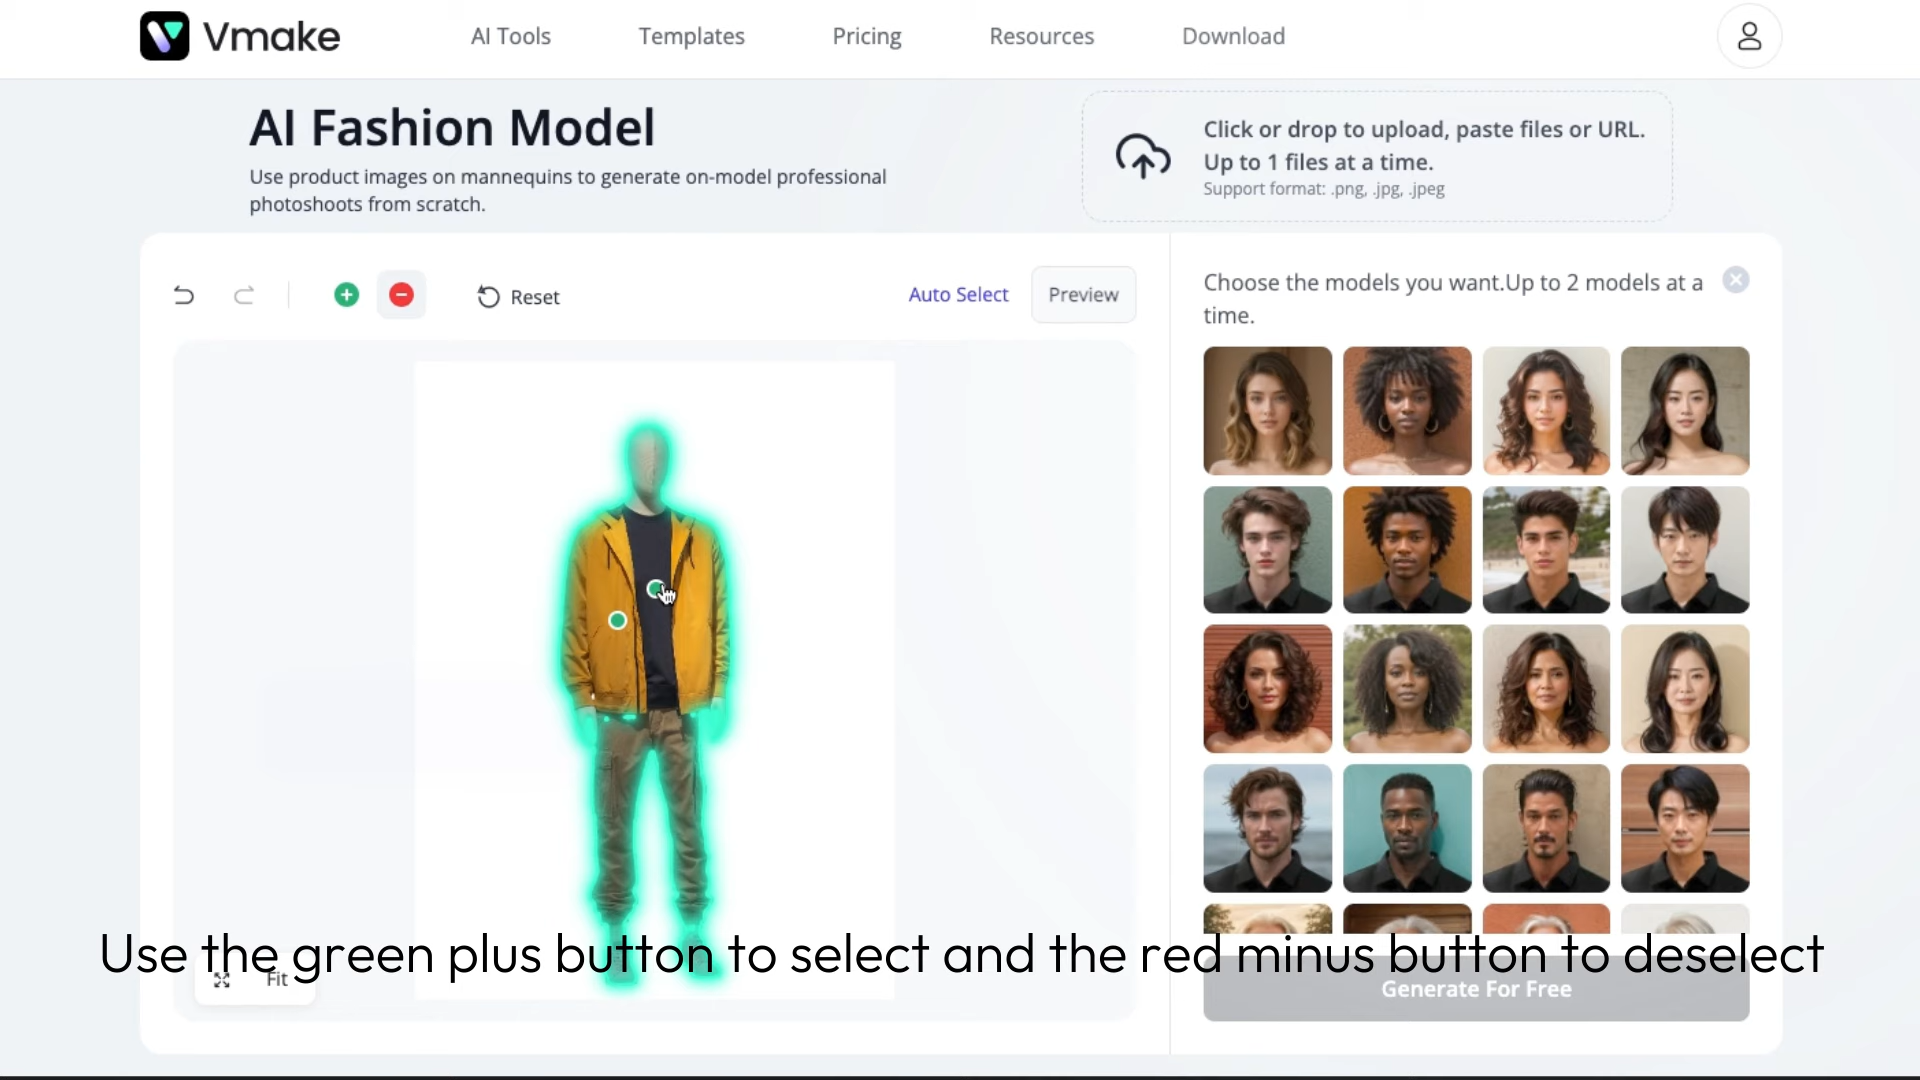 Vmake
AI Tools
Templates
Pricing
Resources
Download
AI Fashion Model
Use product images on mannequins to generate on-model professional
photoshoots from scratch.
Click or drop to upload, paste files or URL.
Up to 1 files at a time.
Support format: .png, .jpg, .jpeg
Reset
Auto Select
Preview
Choose the models you want.Up to 2 models at a
time.
Use the green plus button to select and the red minus button to deselect
Fit
Generate For Free